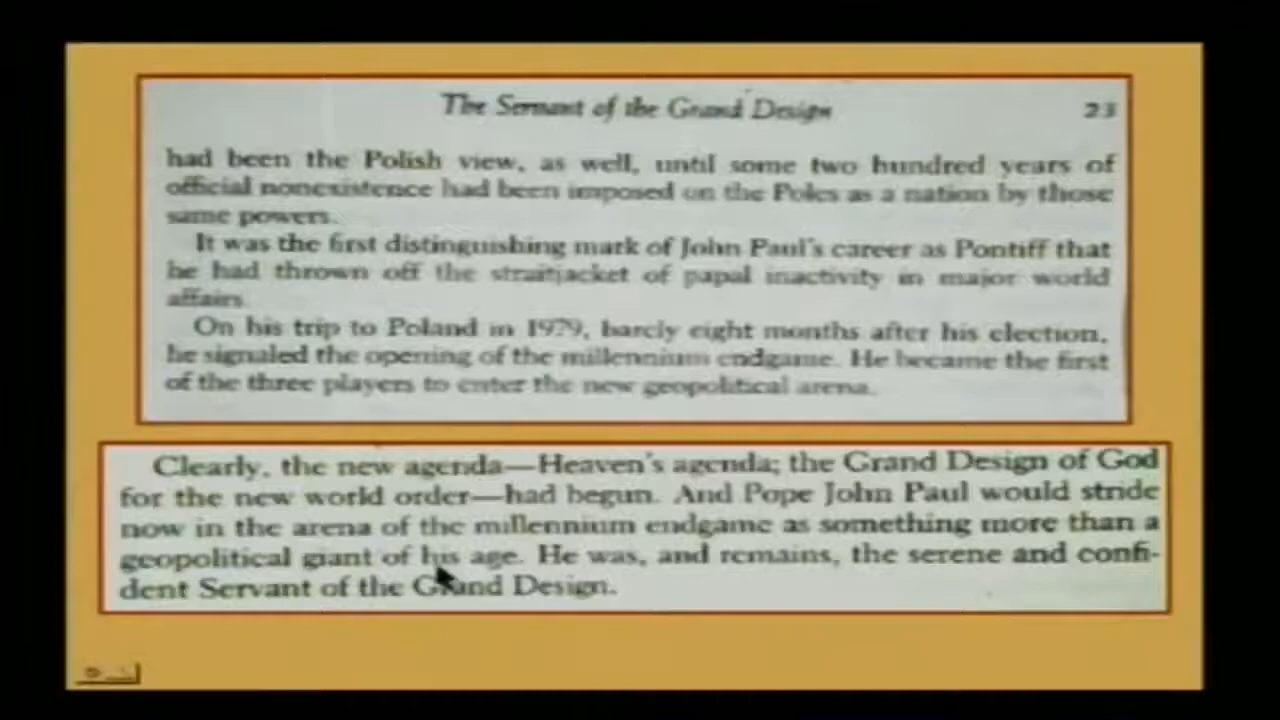 The Servant of the Grand Design 23
had been the Polish view, as well, until some two hundred years of
official nonexistence had been imposed on the Poles as a nation by those
same powers.
It was the first distinguishing mark of John Paul's career as Pontiff that
he had thrown off the straitjacket of papal inactivity in major world
affairs.
On his trip to Poland in 1979, barely eight months after his election,
he signaled the opening of the millennium endgame. He became the first
of the three players to enter the new geopolitical arena.
Clearly, the new agenda—Heaven's agenda; the Grand Design of God
for the new world order—had begun. And Pope John Paul would stride
now in the arena of the millennium endgame as something more than a
geopolitical giant of his age. He was, and remains, the serene and confi-
dent Servant of the Grand Design.